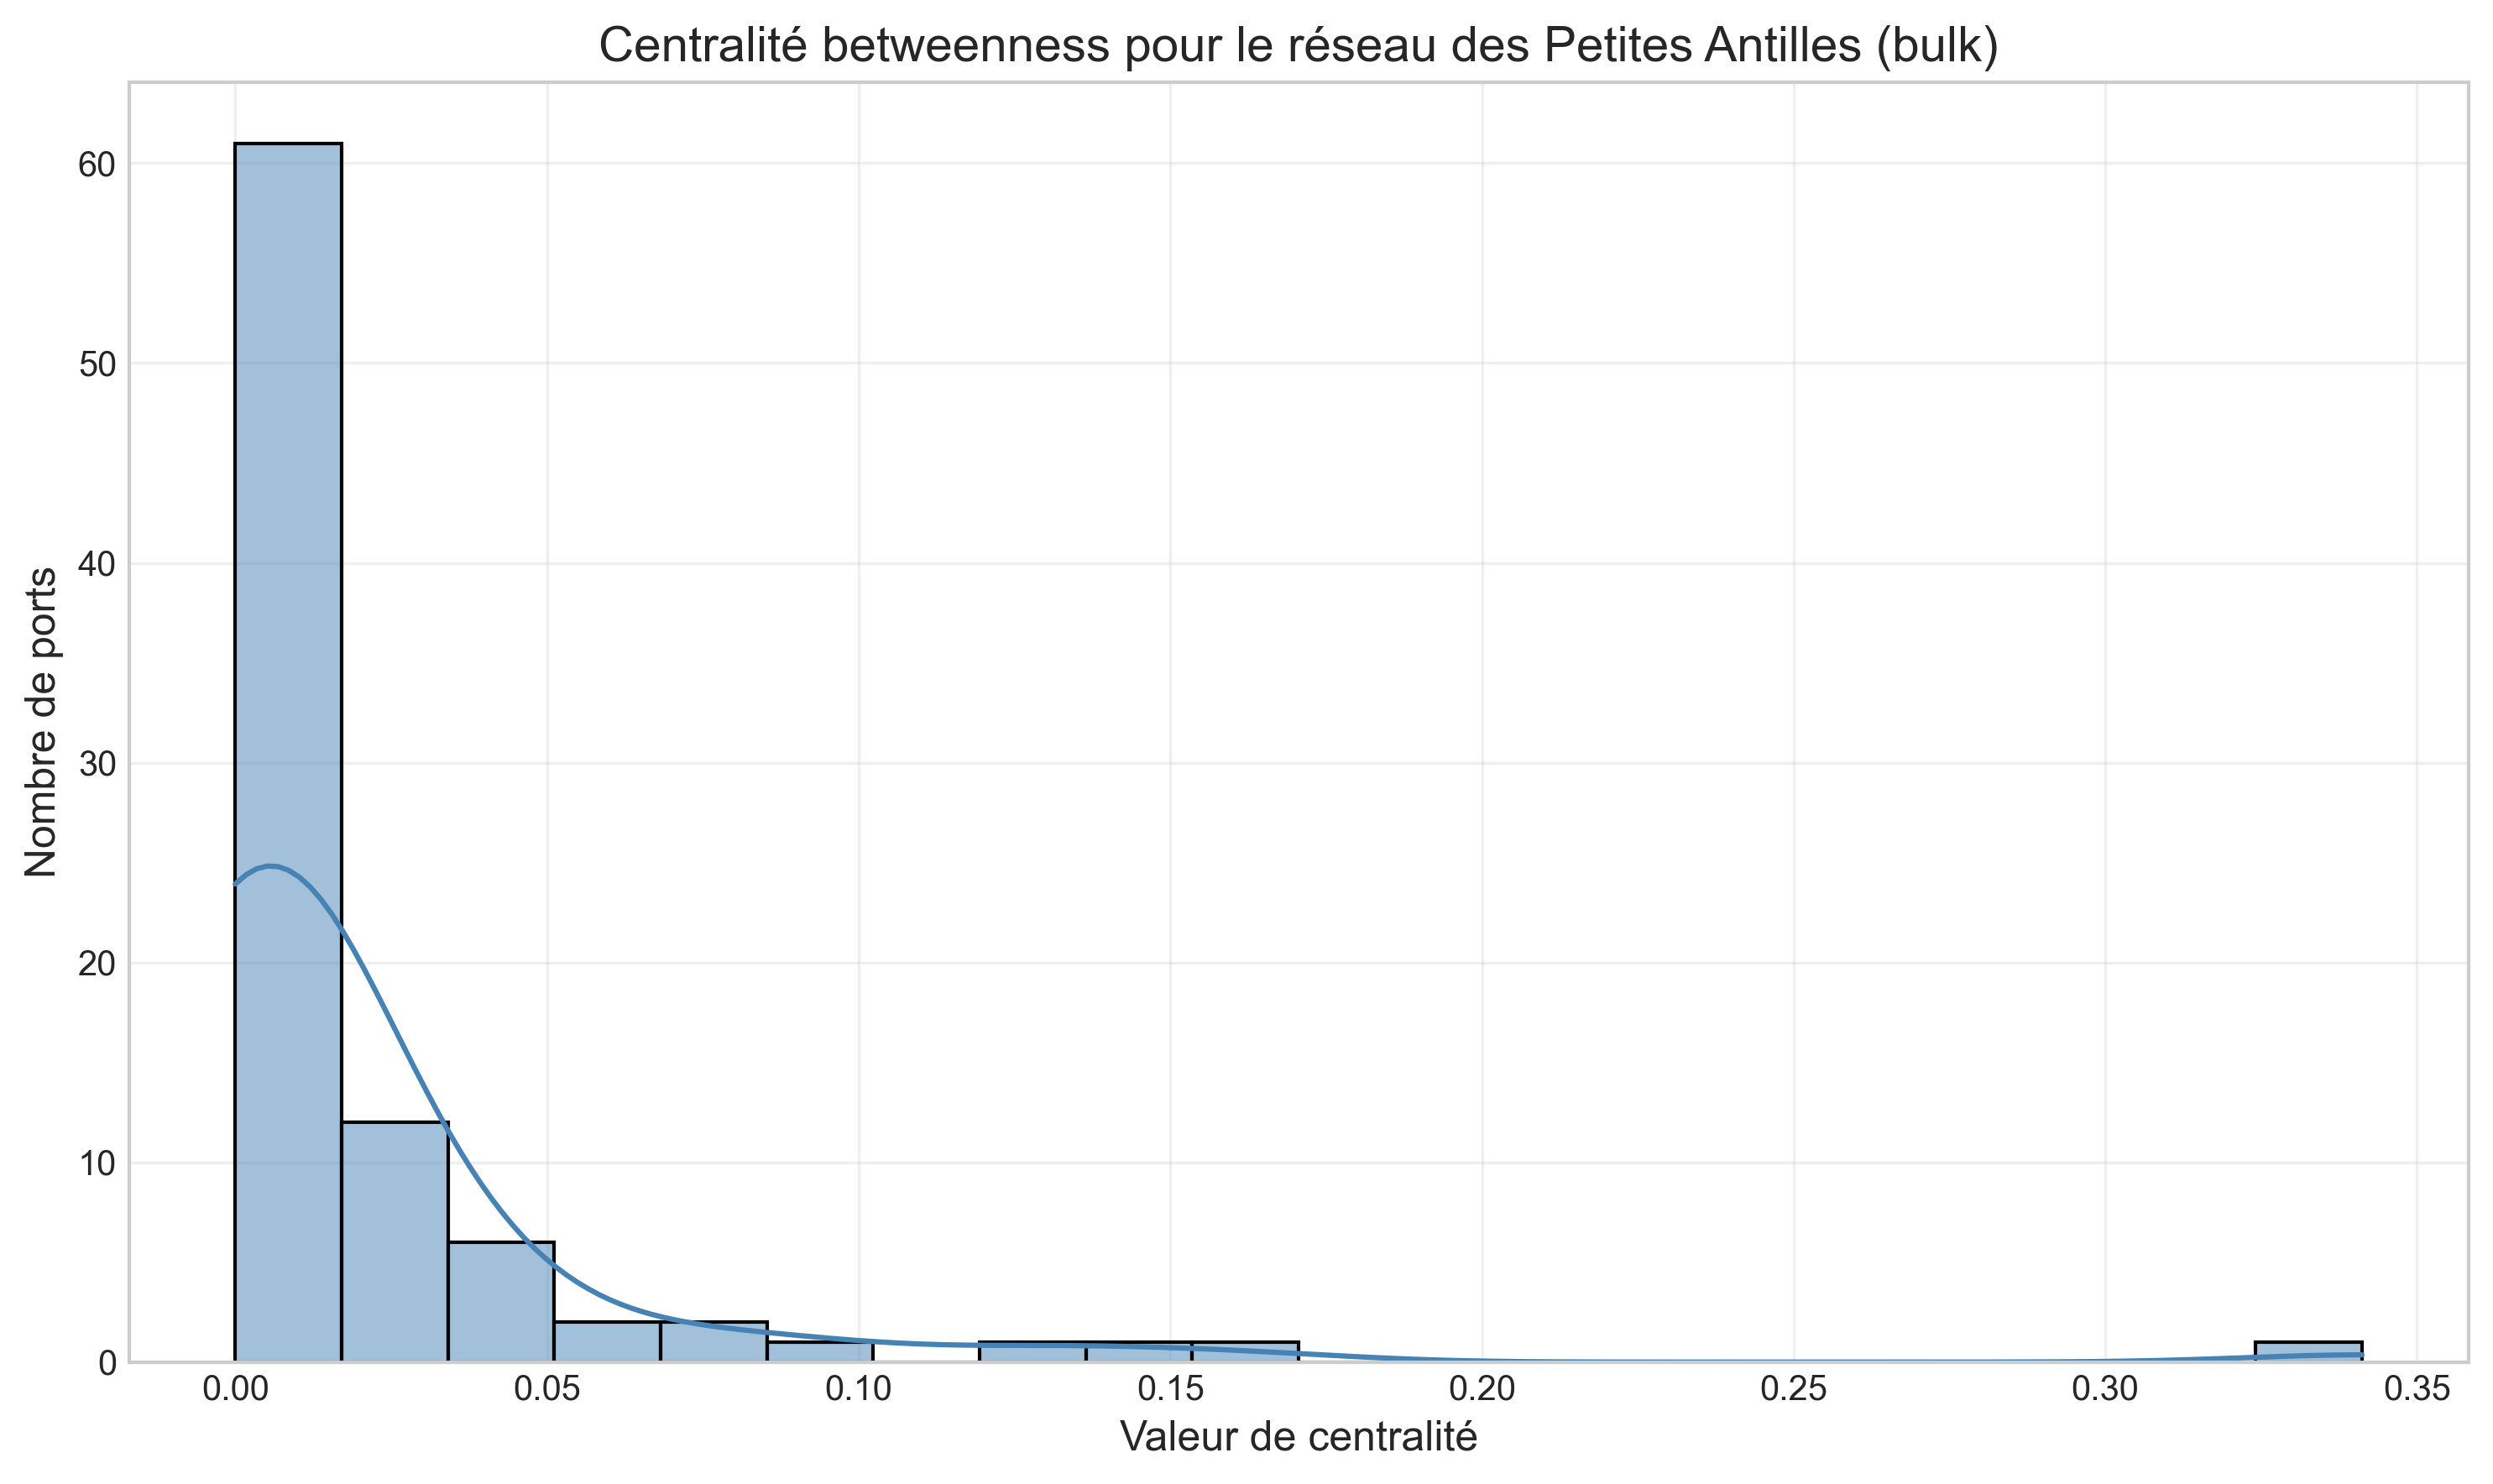 Centralité betweenness pour le réseau des Petites Antilles (bulk)
Nombre de ports
60
50
40
30
20
10
0
0.00 0.05 0.10 0.15 0.20 0.25 0.30 0.35
Valeur de centralité